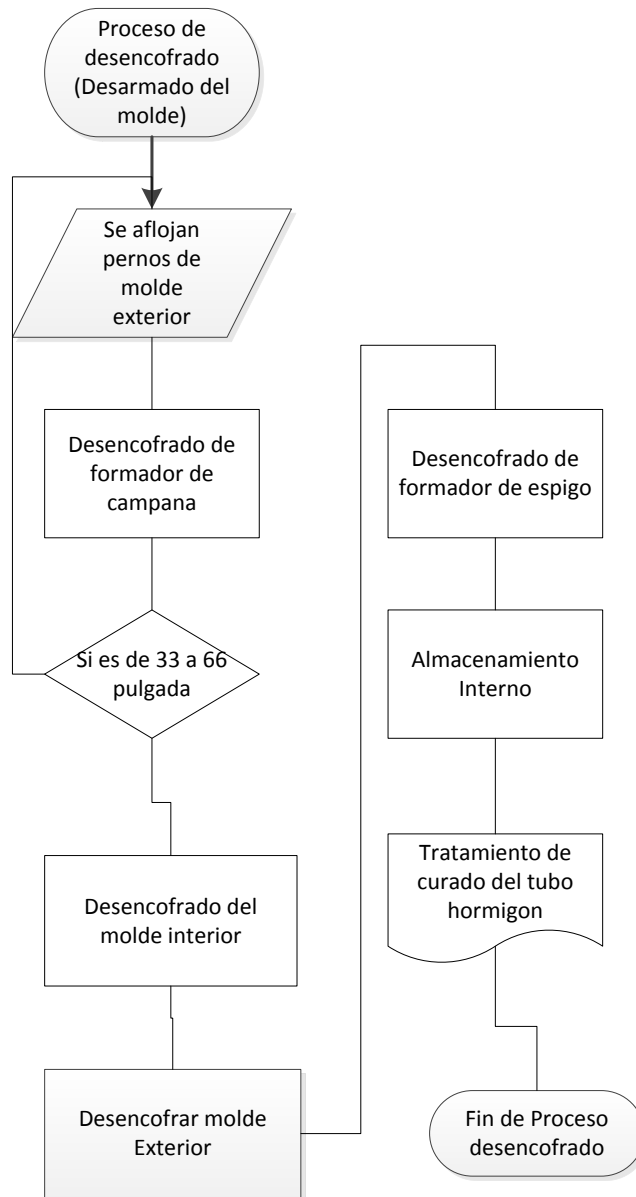 Proceso de
desencofrado
(Desarmado del
molde)
Se aflojan
pernos de
molde
exterior
Desencofrado de
formador de
campana
Si es de 33 a 66
pulgada
Desencofrado del
molde interior
Desencofrar molde
Exterior
Desencofrado de
formador de espigo
Almacenamiento
Interno
Tratamiento de
curado del tubo
hormigon
Fin de Proceso
desencofrado